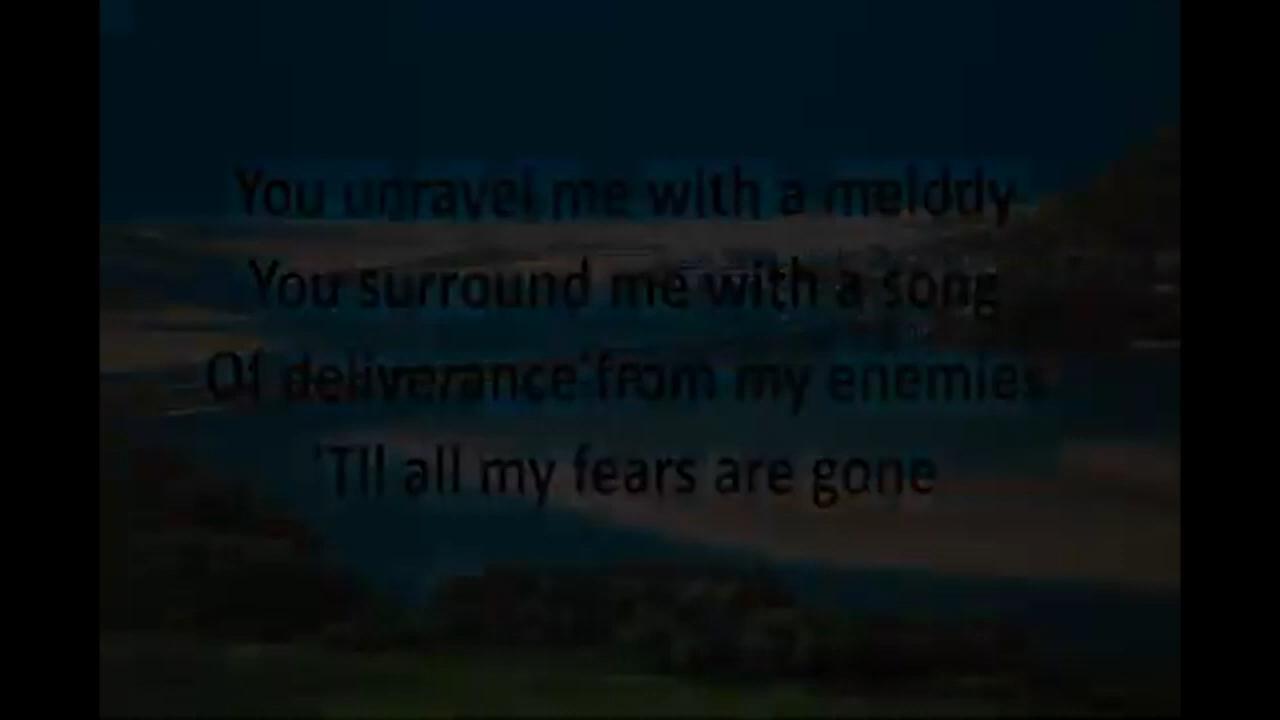 You unravel me with a melody
You surround me with a song
Of deliverance from my enemies
'Til all my fears are gone